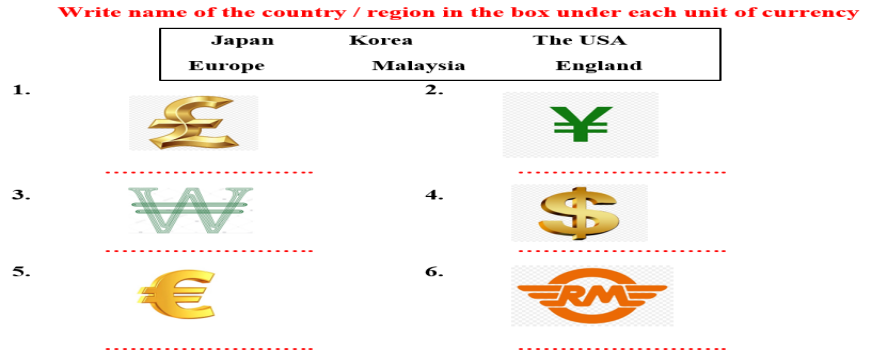 Write name of the country / region in the box under each unit of currency
Japan Korea The USA
Europe Malaysia England
1. £ 2. ¥
3. ₩ 4. $
5. € 6. RM